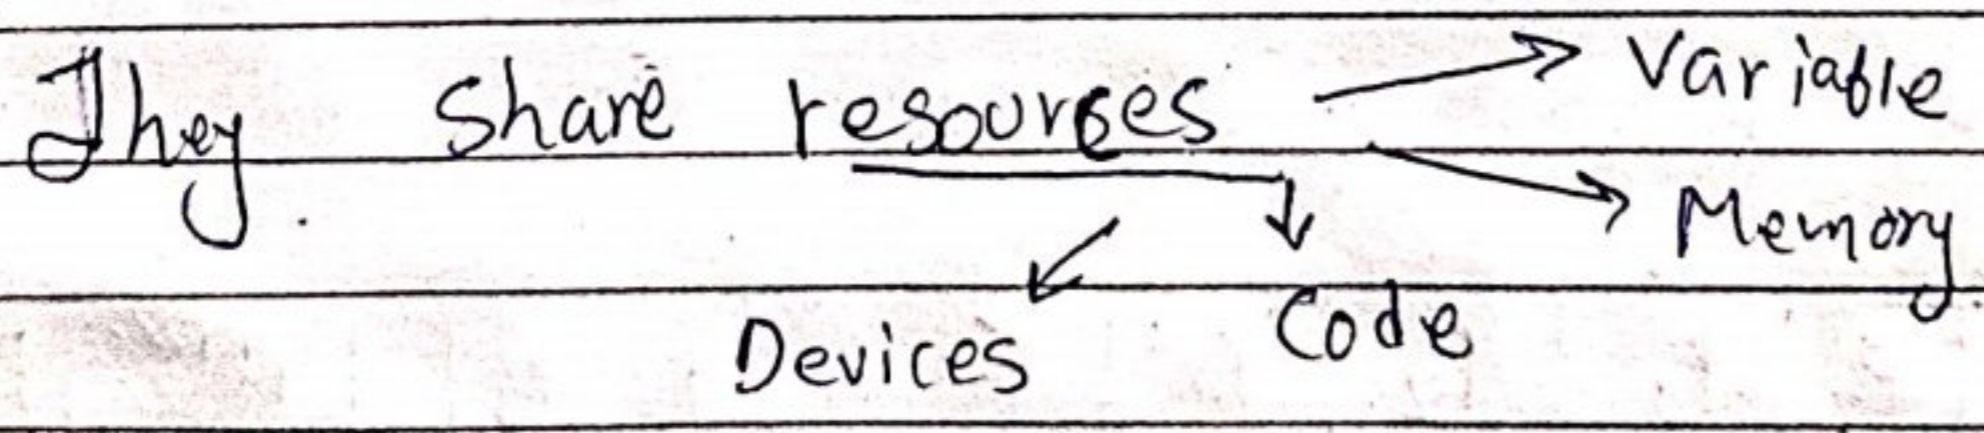 They share resources → Variable
→ Memory
Devices Code